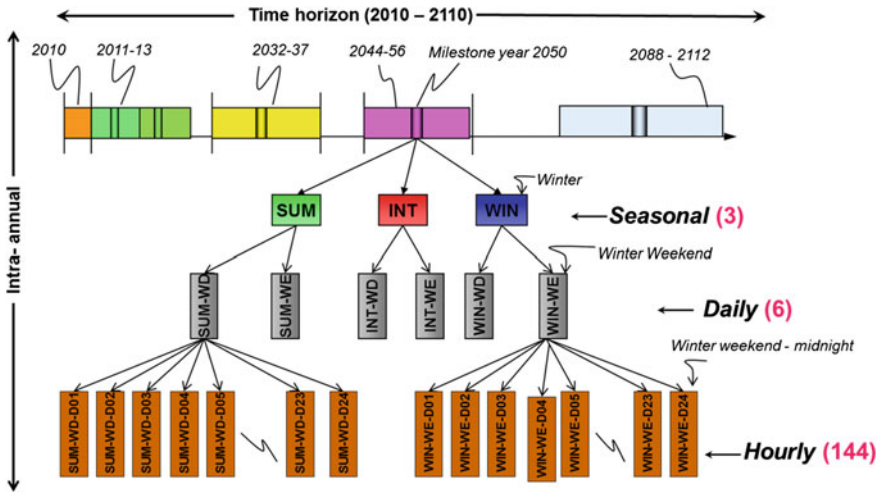 Time horizon (2010 – 2110)
2010
2011-13
2032-37
2044-56
Milestone year 2050
2088 - 2112
Intra- annual
Winter
SUM
INT
WIN
Seasonal (3)
Winter Weekend
SUM-WD
SUM-WE
INT-WD
INT-WE
WIN-WD
WIN-WE
Daily (6)
Winter weekend - midnight
SUM-WD-D01
SUM-WD-D02
SUM-WD-D03
SUM-WD-D04
SUM-WD-D05
SUM-WD-D23
SUM-WD-D24
WIN-WE-D01
WIN-WE-D02
WIN-WE-D03
WIN-WE-D04
WIN-WE-D05
WIN-WE-D23
WIN-WE-D24
Hourly (144)